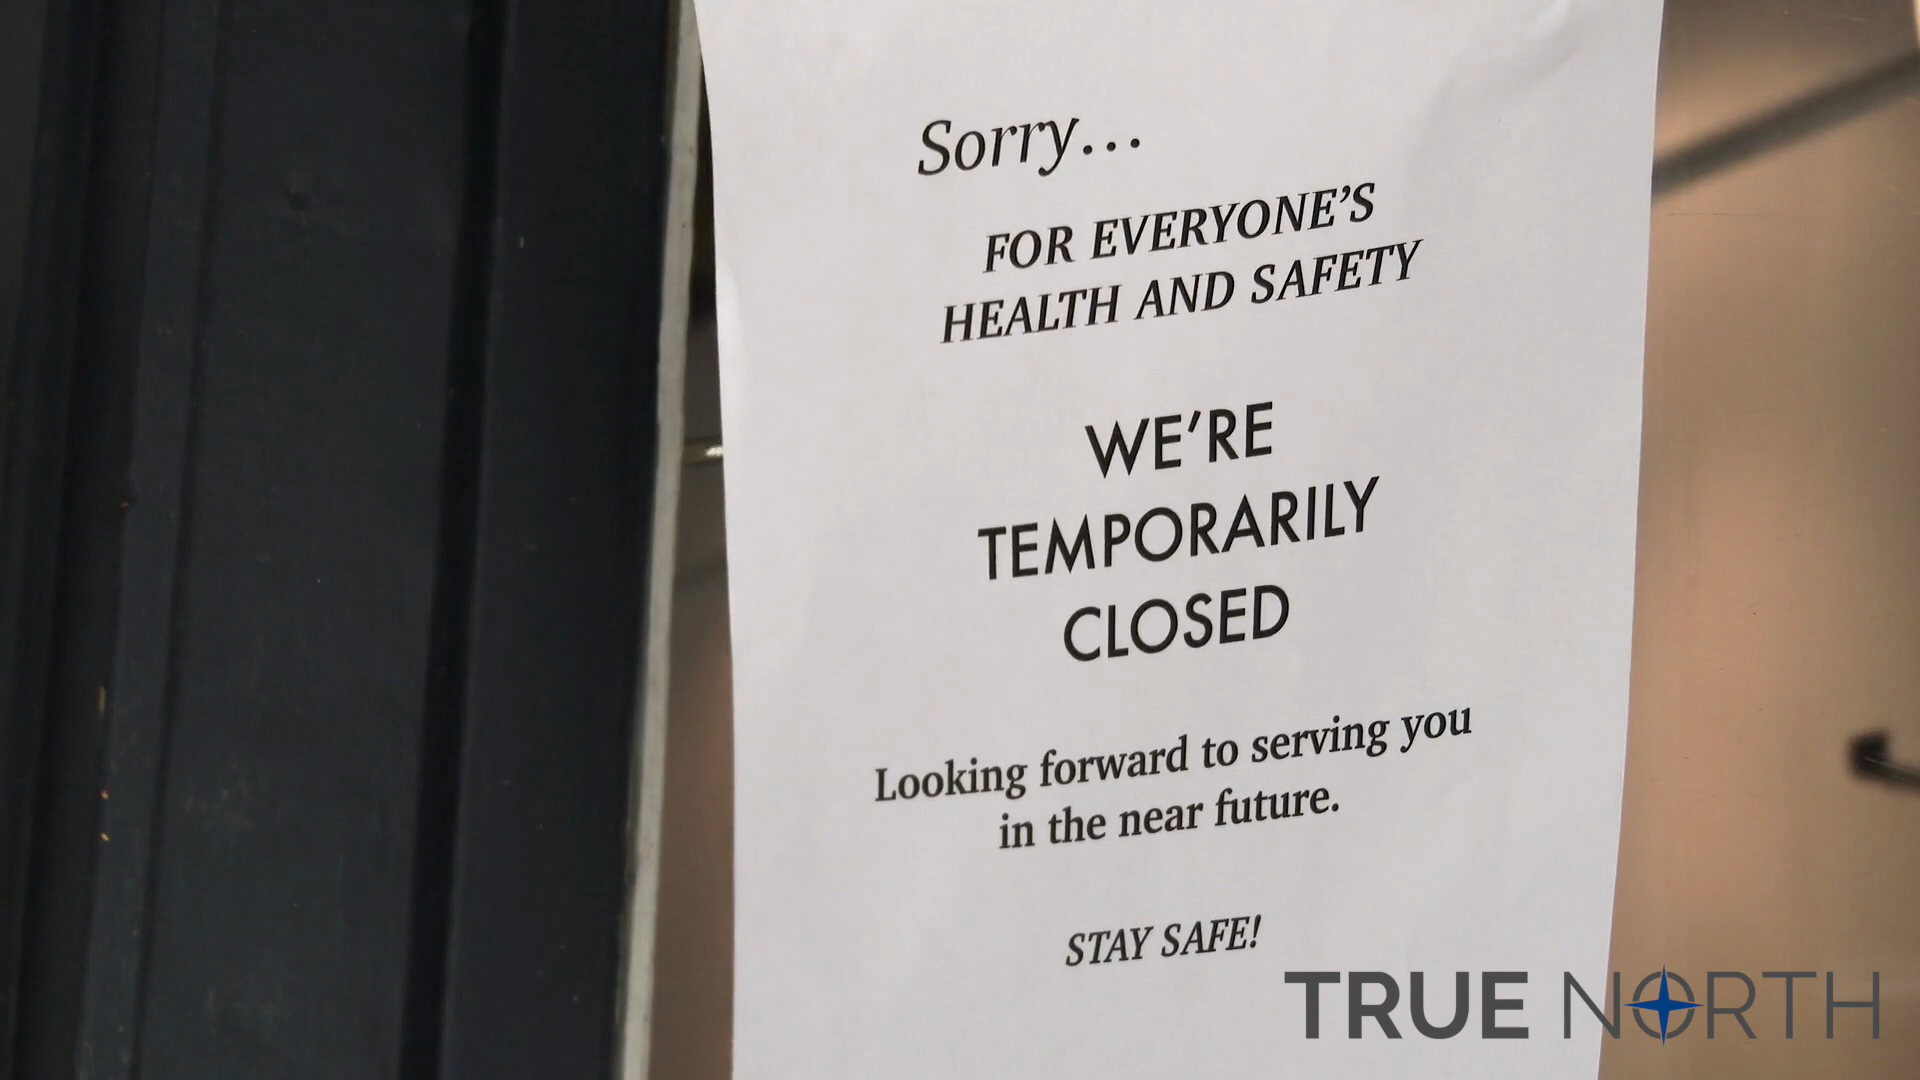 Sorry...
FOR EVERYONE'S
HEALTH AND SAFETY
WE'RE
TEMPORARILY
CLOSED
Looking forward to serving you
in the near future.
STAY SAFE!
TRUE NORTH